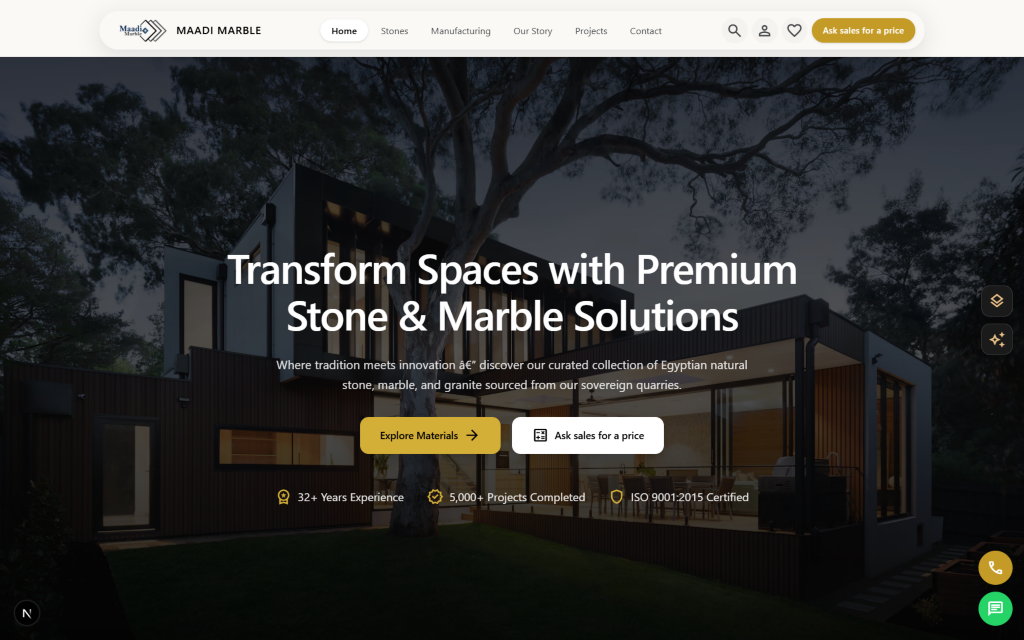 Maadi
Marble
MAADI MARBLE
Home
Stones
Manufacturing
Our Story
Projects
Contact
Ask sales for a price
Transform Spaces with Premium
Stone & Marble Solutions
Where tradition meets innovation â€” discover our curated collection of Egyptian natural
stone, marble, and granite sourced from our sovereign quarries.
Explore Materials
Ask sales for a price
32+ Years Experience
5,000+ Projects Completed
ISO 9001:2015 Certified
N